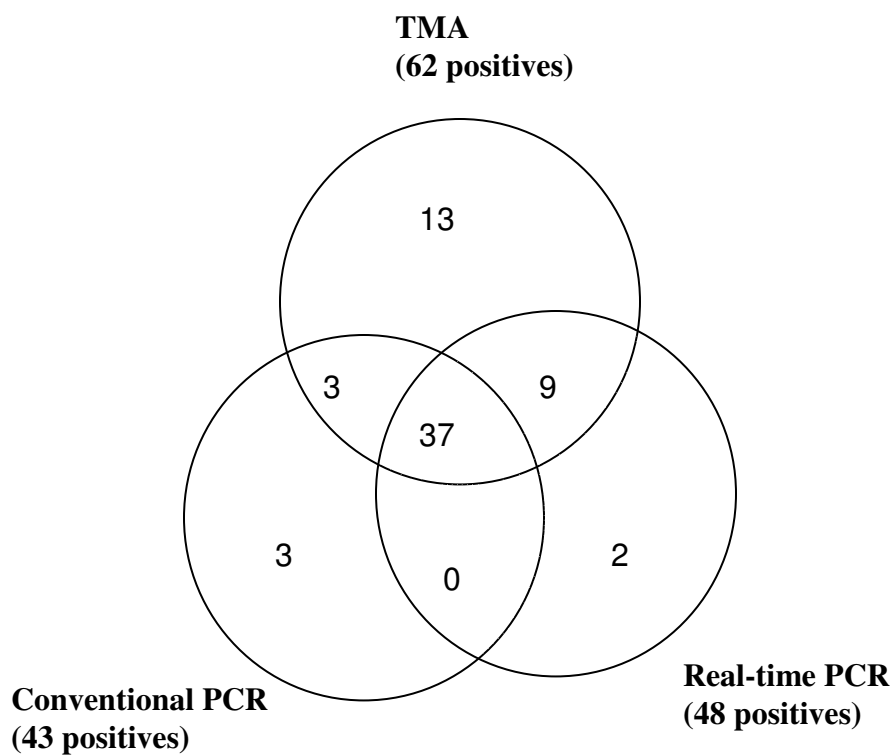 TMA
(62 positives)
13
3
9
37
3
0
2
Conventional PCR
(43 positives)
Real-time PCR
(48 positives)